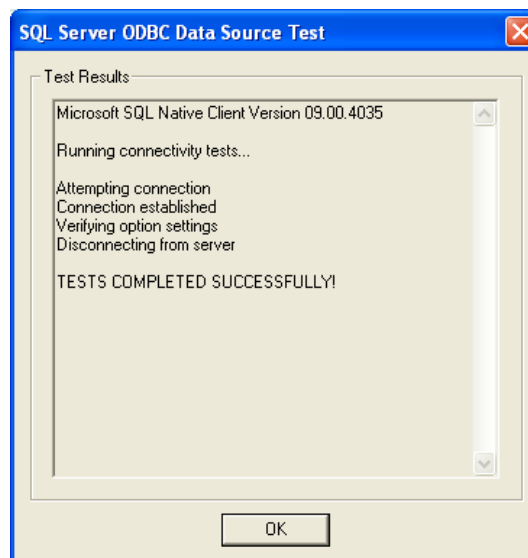 SQL Server ODBC Data Source Test
Test Results
Microsoft SQL Native Client Version 09.00.4035
Running connectivity tests...
Attempting connection
Connection established
Verifying option settings
Disconnecting from server
TESTS COMPLETED SUCCESSFULLY!
OK